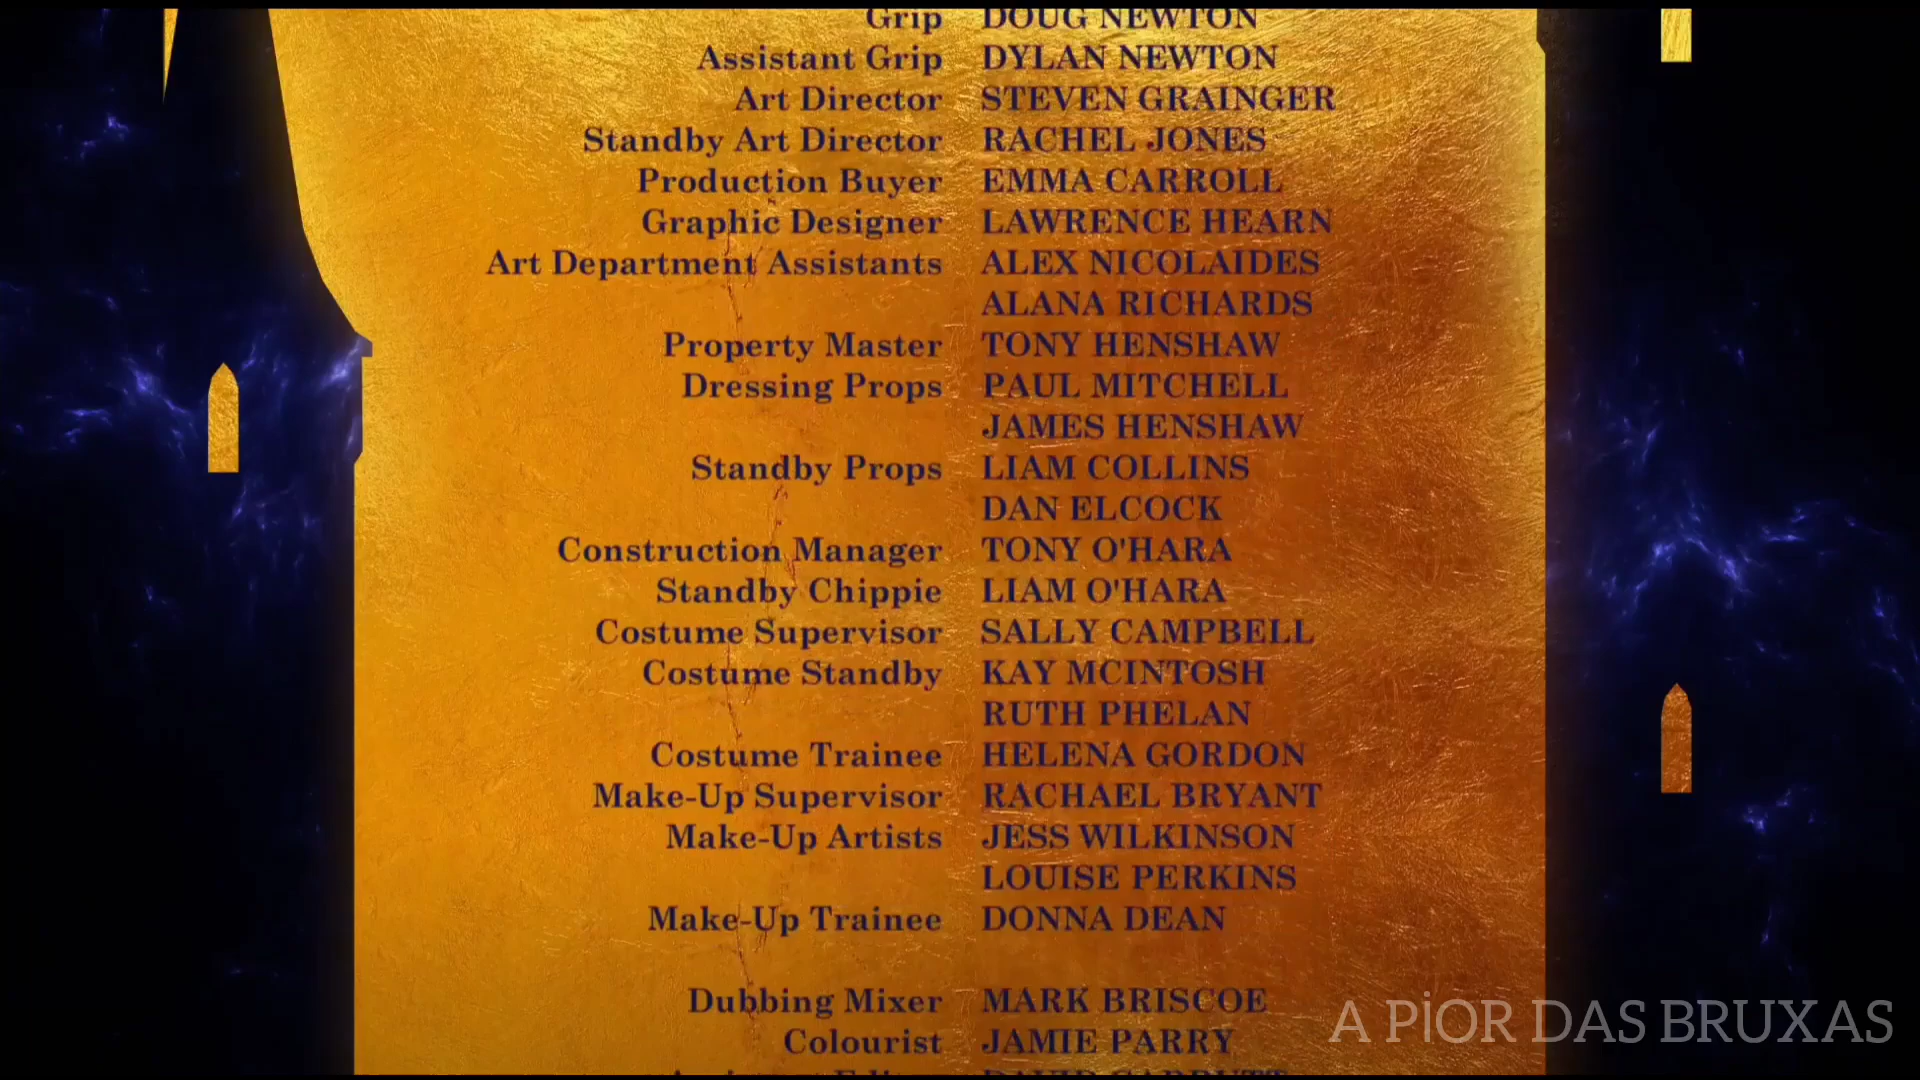 Grip DOUG NEWTON
Assistant Grip DYLAN NEWTON
Art Director STEVEN GRAINGER
Standby Art Director RACHEL JONES
Production Buyer EMMA CARROLL
Graphic Designer LAWRENCE HEARN
Art Department Assistants ALEX NICOLAIDES
ALANA RICHARDS
Property Master TONY HENSHAW
Dressing Props PAUL MITCHELL
JAMES HENSHAW
Standby Props LIAM COLLINS
DAN ELCOCK
Construction Manager TONY O'HARA
Standby Chippie LIAM O'HARA
Costume Supervisor SALLY CAMPBELL
Costume Standby KAY MCINTOSH
RUTH PHELAN
Costume Trainee HELENA GORDON
Make-Up Supervisor RACHAEL BRYANT
Make-Up Artists JESS WILKINSON
LOUISE PERKINS
Make-Up Trainee DONNA DEAN
Dubbing Mixer MARK BRISCOE
Colourist JAMIE PARRY
A PİOR DAS BRUXAS